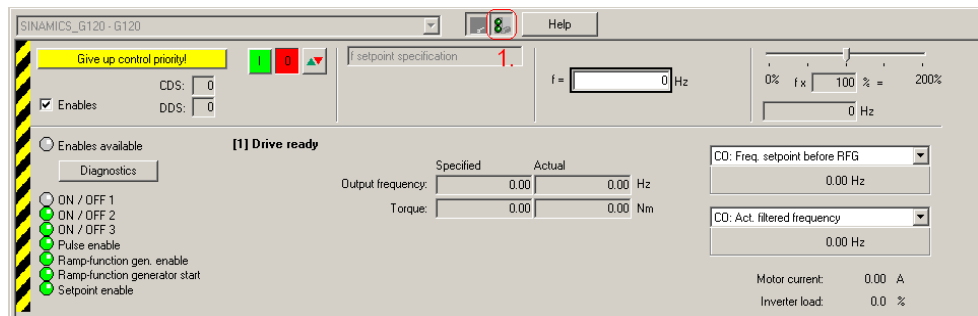 SINAMICS_G120 - G120
Help
Give up control priority!
I
0
f setpoint specification
1.
f =
0 Hz
0%
f x 100 % =
200%
0 Hz
CDS: 0
Enables
DDS: 0
Enables available
[1] Drive ready
Diagnostics
Specified Actual
Output frequency: 0.00 0.00 Hz
Torque: 0.00 0.00 Nm
CO: Freq. setpoint before RFG
0.00 Hz
CO: Act. filtered frequency
0.00 Hz
ON / OFF 1
ON / OFF 2
ON / OFF 3
Pulse enable
Ramp-function gen. enable
Ramp-function generator start
Setpoint enable
Motor current: 0.00 A
Inverter load: 0.0 %